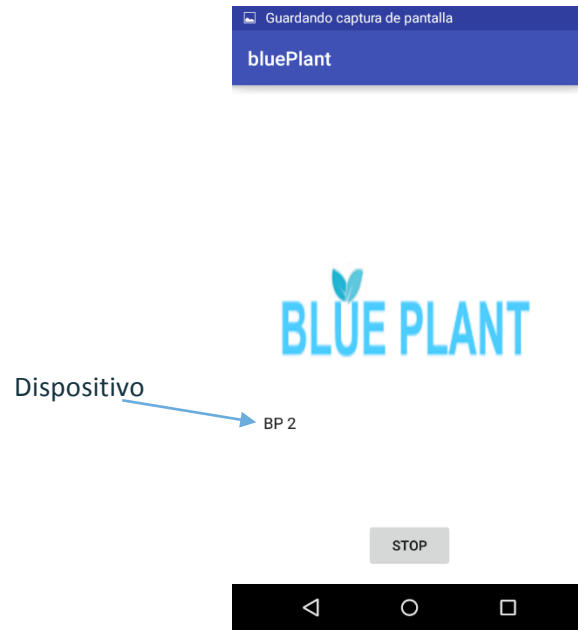 Guardando captura de pantalla
bluePlant
BLUE PLANT
Dispositivo
BP 2
STOP